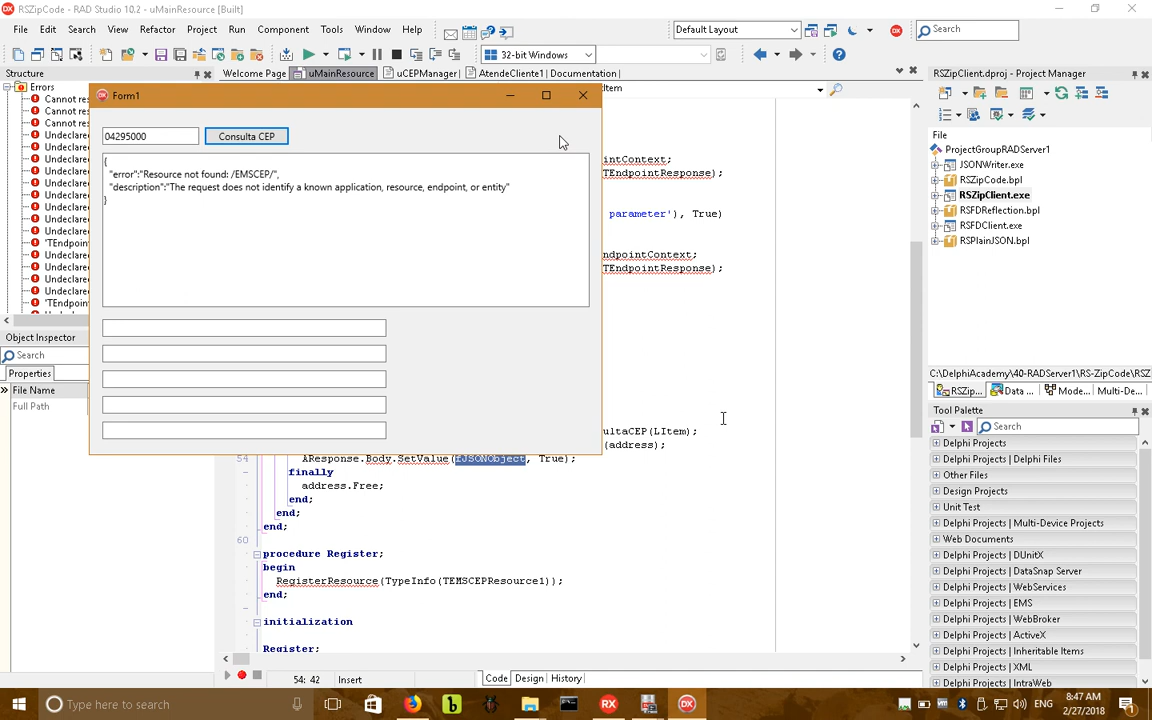 RSZipCode - RAD Studio 10.2 - uMainResource [Built]
File Edit Search View Refactor Project Run Component Tools Window Help
Default Layout
Search
32-bit Windows
Structure
Welcome Page uMainResource uCEPManager AtendeCliente1 Documentation
RSZipClient.dproj - Project Manager
Errors
Cannot res
Cannot res
Cannot res
Undeclare
Undeclare
Undeclare
Undeclare
Undeclare
Undeclare
Undeclare
Undeclare
Undeclare
'TEndpoint
Undeclare
Undeclare
Undeclare
Undeclare
'TEndpoint
Form1
04295000
Consulta CEP
{
"error":"Resource not found: /EMSCEP/",
"description":"The request does not identify a known application, resource, endpoint, or entity"
}
Item
intContext;
TEndpointResponse);
parameter'), True)
ndpointContext;
TEndpointResponse);
ultaCEP(LItem);
(address);
54 AResponse.Body.SetValue(fJSONObject, True);
finally
address.Free;
end;
end;
end;
60
procedure Register;
begin
RegisterResource(TypeInfo(TEMSCEPResource1));
end;
initialization
Register;
54: 42 Insert
Code Design History
Object Inspector
Search
Properties
File Name
Full Path
File
ProjectGroupRADServer1
JSONWriter.exe
RSZipCode.bpl
RSZipClient.exe
RSFDReflection.bpl
RSFDClient.exe
RSPlainJSON.bpl
C:\DelphiAcademy\40-RADServer1\RS-ZipCode\RSZ
RSZip... Data ... Mode... Multi-De...
Tool Palette
Search
Delphi Projects
Delphi Projects | Delphi Files
Other Files
Design Projects
Unit Test
Delphi Projects | Multi-Device Projects
Web Documents
Delphi Projects | DUnitX
Delphi Projects | DataSnap Server
Delphi Projects | WebServices
Delphi Projects | EMS
Delphi Projects | WebBroker
Delphi Projects | ActiveX
Delphi Projects | Inheritable Items
Delphi Projects | XML
Delphi Projects | IntraWeb
Type here to search
ENG
8:47 AM
2/27/2018